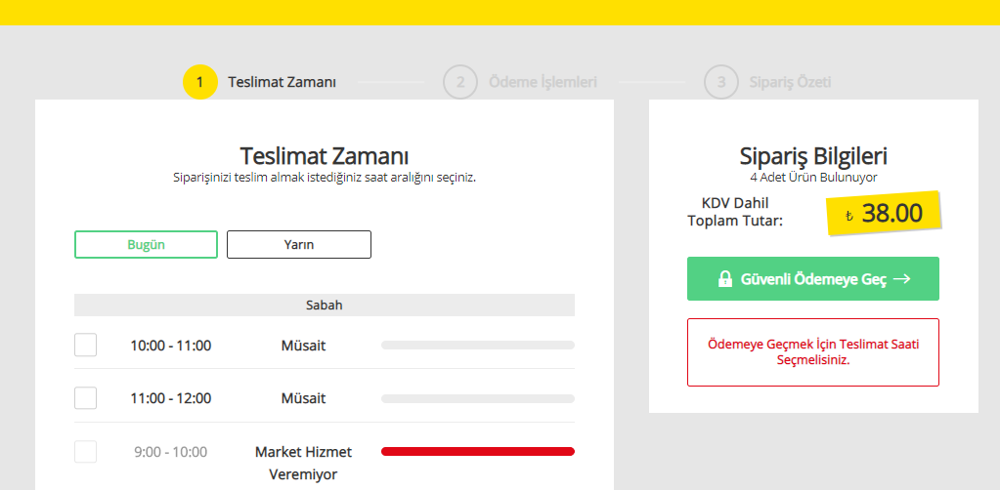 1 Teslimat Zamanı 2 Ödeme İşlemleri 3 Sipariş Özeti
Teslimat Zamanı
Siparişinizi teslim almak istediğiniz saat aralığını seçiniz.
Bugün Yarın
Sabah
10:00 - 11:00 Müsait
11:00 - 12:00 Müsait
9:00 - 10:00 Market Hizmet
Veremiyor
Sipariş Bilgileri
4 Adet Ürün Bulunuyor
KDV Dahil
Toplam Tutar:
₺ 38.00
Güvenli Ödemeye Geç →
Ödemeye Geçmek İçin Teslimat Saati
Seçmelisiniz.